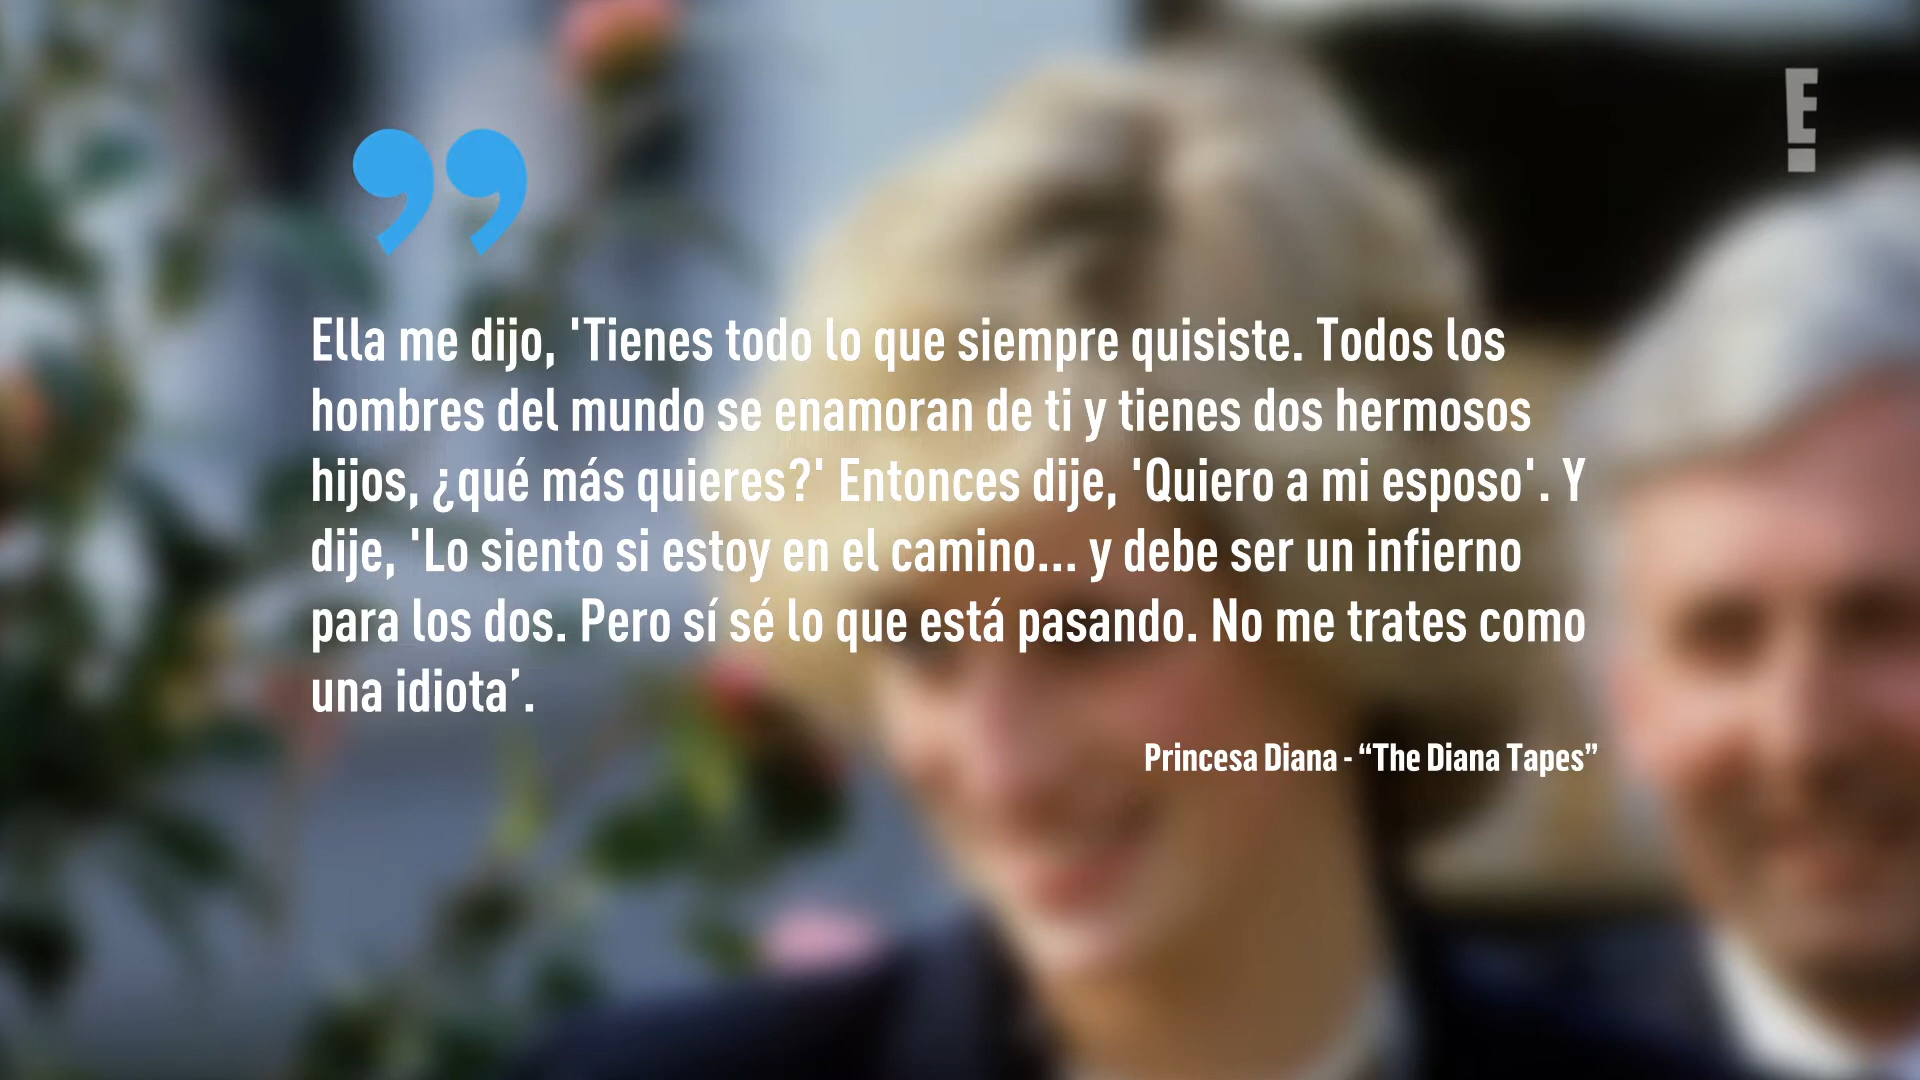 E!
Ella me dijo, 'Tienes todo lo que siempre quisiste. Todos los
hombres del mundo se enamoran de ti y tienes dos hermosos
hijos, ¿qué más quieres?' Entonces dije, 'Quiero a mi esposo'. Y
dije, 'Lo siento si estoy en el camino... y debe ser un infierno
para los dos. Pero sí sé lo que está pasando. No me trates como
una idiota’.
Princesa Diana - “The Diana Tapes”